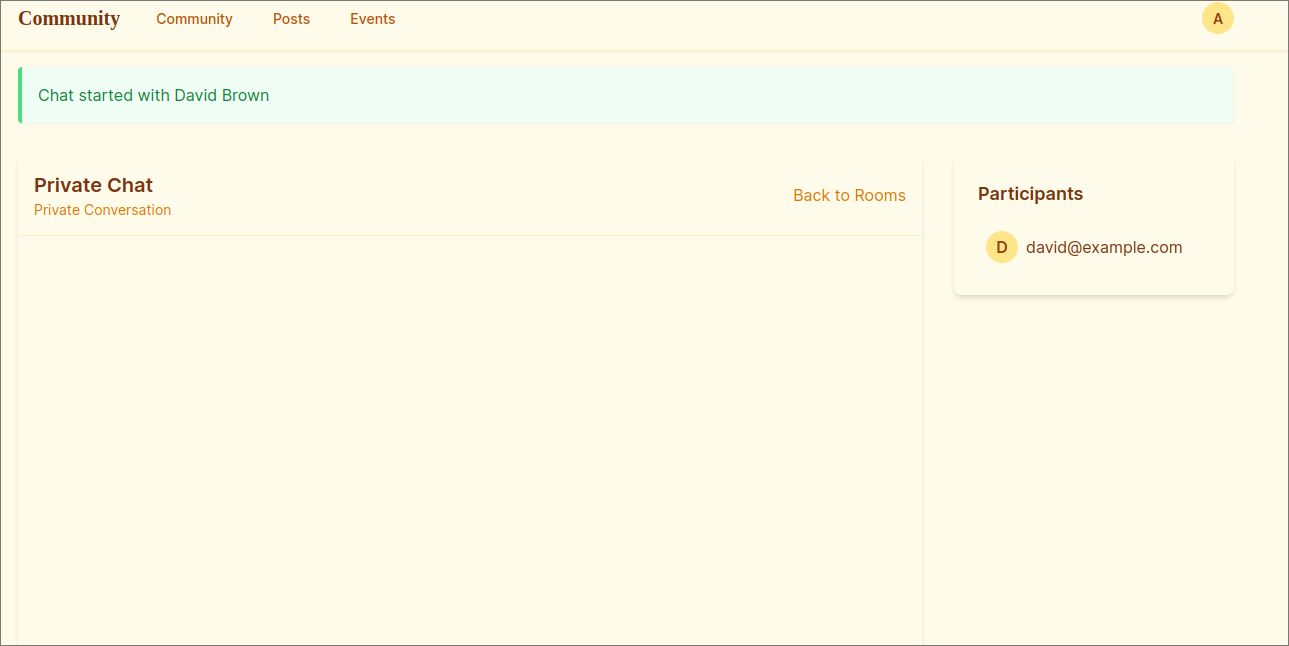 Community Community Posts Events A
Chat started with David Brown
Private Chat
Private Conversation
Back to Rooms
Participants
D david@example.com